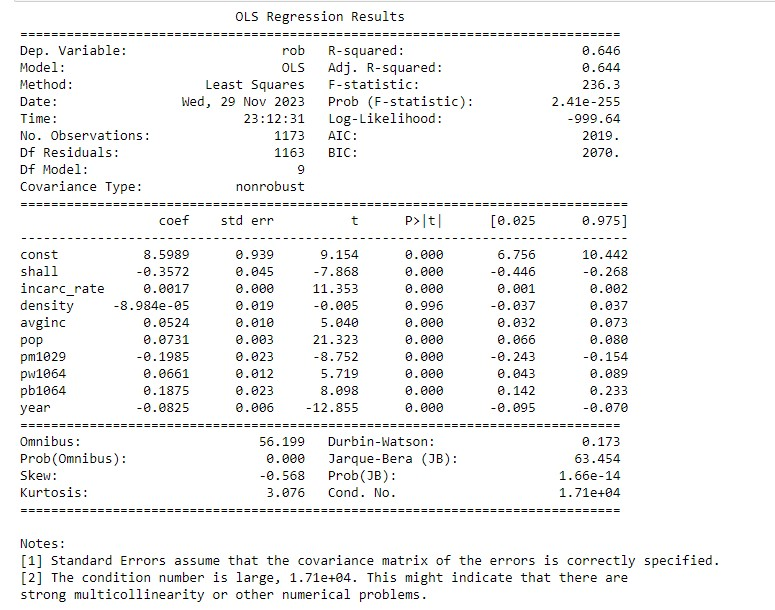 OLS Regression Results
==============================================================================
Dep. Variable: rob R-squared: 0.646
Model: OLS Adj. R-squared: 0.644
Method: Least Squares F-statistic: 236.3
Date: Wed, 29 Nov 2023 Prob (F-statistic): 2.41e-255
Time: 23:12:31 Log-Likelihood: -999.64
No. Observations: 1173 AIC: 2019.
Df Residuals: 1163 BIC: 2070.
Df Model: 9
Covariance Type: nonrobust
==============================================================================
coef std err t P>|t| [0.025 0.975]
------------------------------------------------------------------------------
const 8.5989 0.939 9.154 0.000 6.756 10.442
shall -0.3572 0.045 -7.868 0.000 -0.446 -0.268
incarc_rate 0.0017 0.000 11.353 0.000 0.001 0.002
density -8.984e-05 0.019 -0.005 0.996 -0.037 0.037
avginc 0.0524 0.010 5.040 0.000 0.032 0.073
pop 0.0731 0.003 21.323 0.000 0.066 0.080
pm1029 -0.1985 0.023 -8.752 0.000 -0.243 -0.154
pw1064 0.0661 0.012 5.719 0.000 0.043 0.089
pb1064 0.1875 0.023 8.098 0.000 0.142 0.233
year -0.0825 0.006 -12.855 0.000 -0.095 -0.070
==============================================================================
Omnibus: 56.199 Durbin-Watson: 0.173
Prob(Omnibus): 0.000 Jarque-Bera (JB): 63.454
Skew: -0.568 Prob(JB): 1.66e-14
Kurtosis: 3.076 Cond. No. 1.71e+04
==============================================================================
Notes:
[1] Standard Errors assume that the covariance matrix of the errors is correctly specified.
[2] The condition number is large, 1.71e+04. This might indicate that there are
strong multicollinearity or other numerical problems.